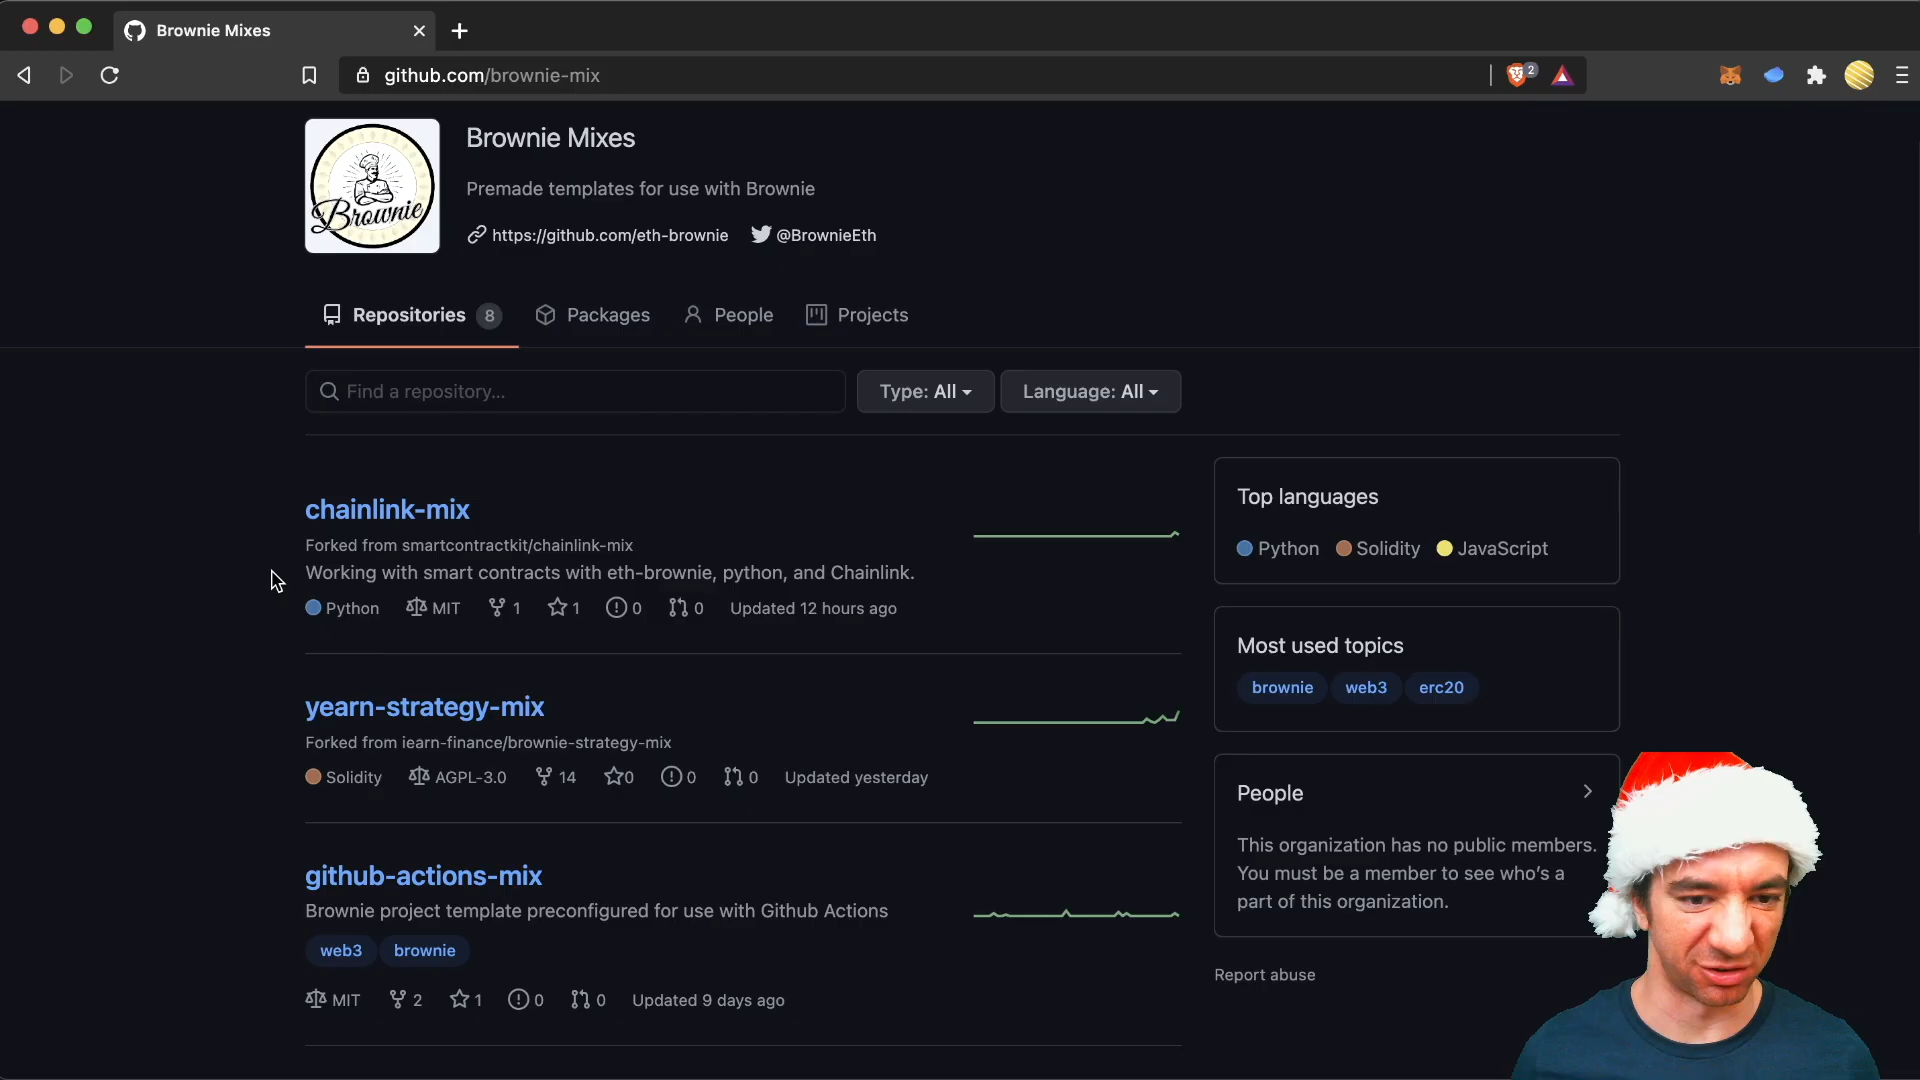 Brownie Mixes
github.com/brownie-mix
2
Brownie
Brownie Mixes
Premade templates for use with Brownie
https://github.com/eth-brownie @BrownieEth
Repositories 8 Packages People Projects
Find a repository... Type: All Language: All
chainlink-mix
Forked from smartcontractkit/chainlink-mix
Working with smart contracts with eth-brownie, python, and Chainlink.
Python MIT 1 1 0 0 Updated 12 hours ago
yearn-strategy-mix
Forked from iearn-finance/brownie-strategy-mix
Solidity AGPL-3.0 14 0 0 0 Updated yesterday
github-actions-mix
Brownie project template preconfigured for use with Github Actions
web3 brownie
MIT 2 1 0 0 Updated 9 days ago
Top languages
Python Solidity JavaScript
Most used topics
brownie web3 erc20
People
This organization has no public members.
You must be a member to see who's a
part of this organization.
Report abuse